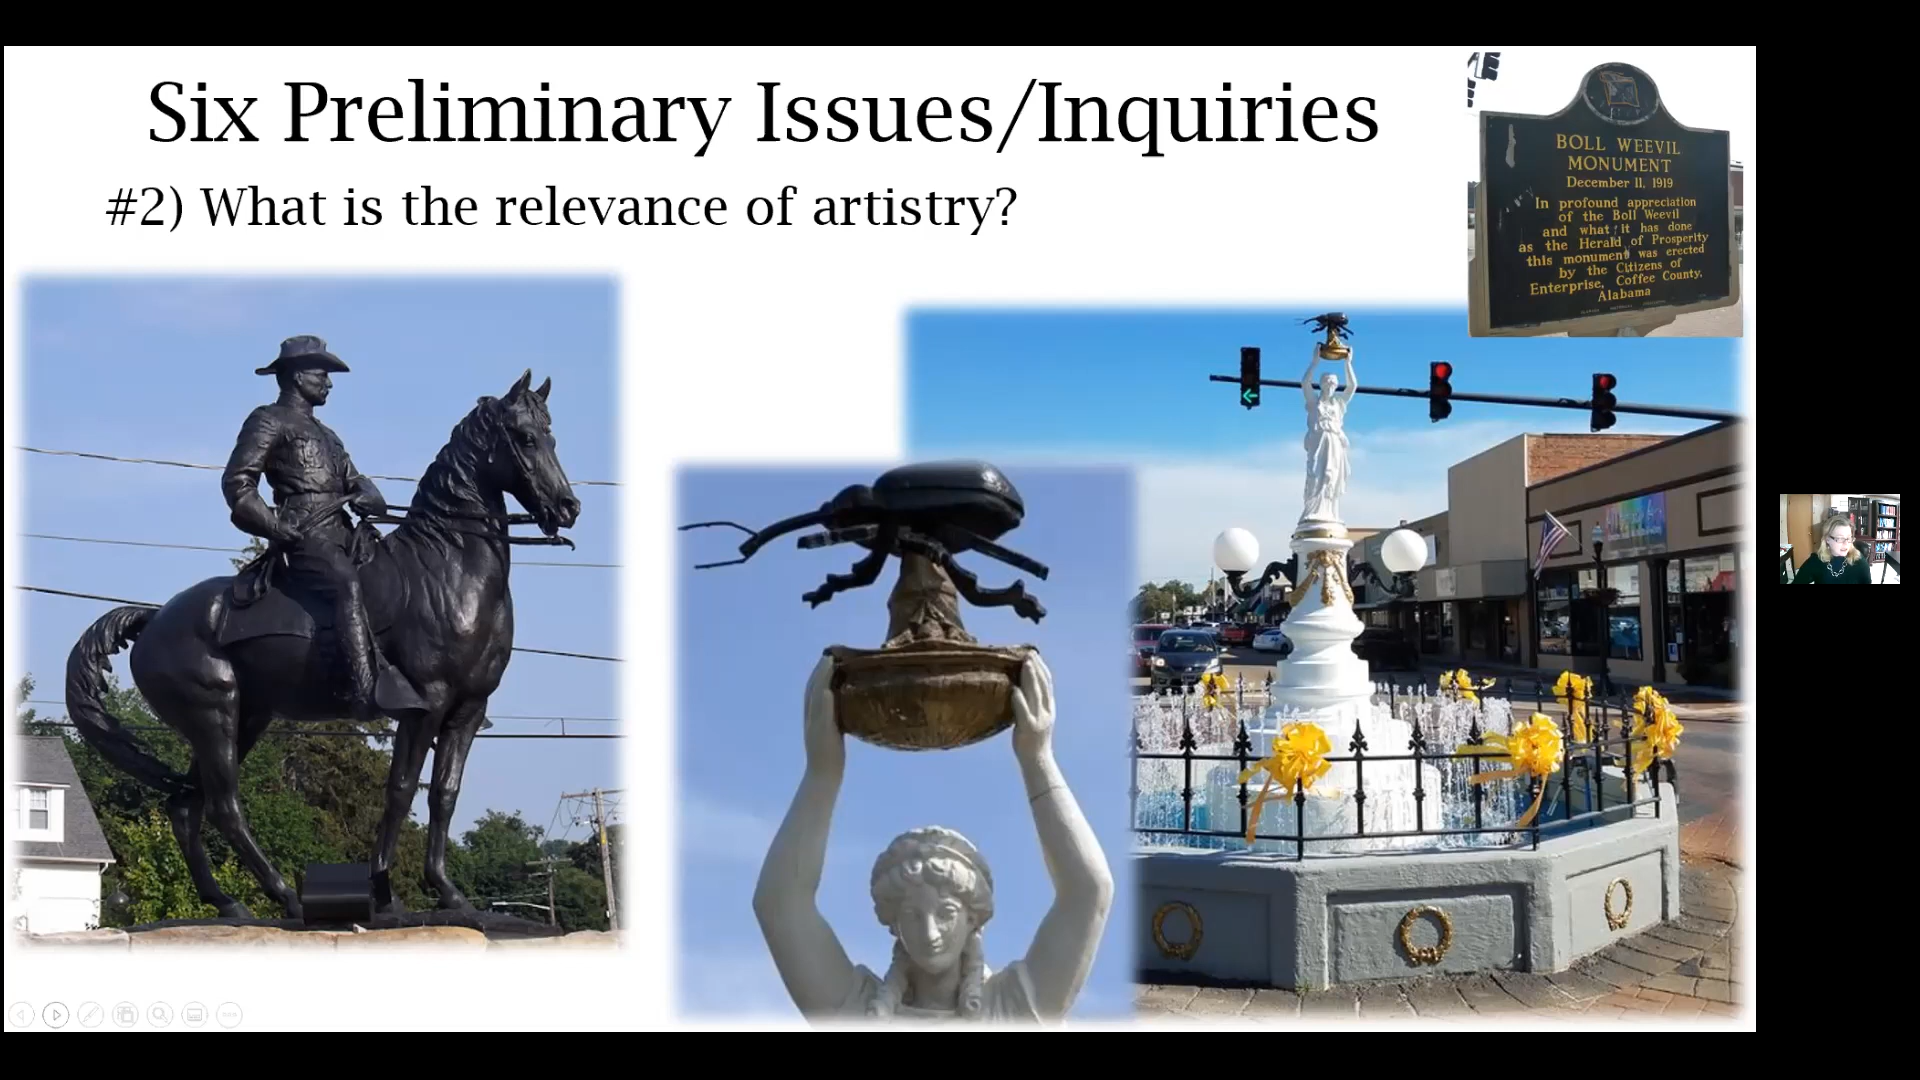 Six Preliminary Issues/Inquiries
#2) What is the relevance of artistry?
BOLL WEEVIL
MONUMENT
December 11, 1919
In profound appreciation
of the Boll Weevil
and what it has done
as the Herald of Prosperity
this monument was erected
by the Citizens of
Enterprise, Coffee County,
Alabama